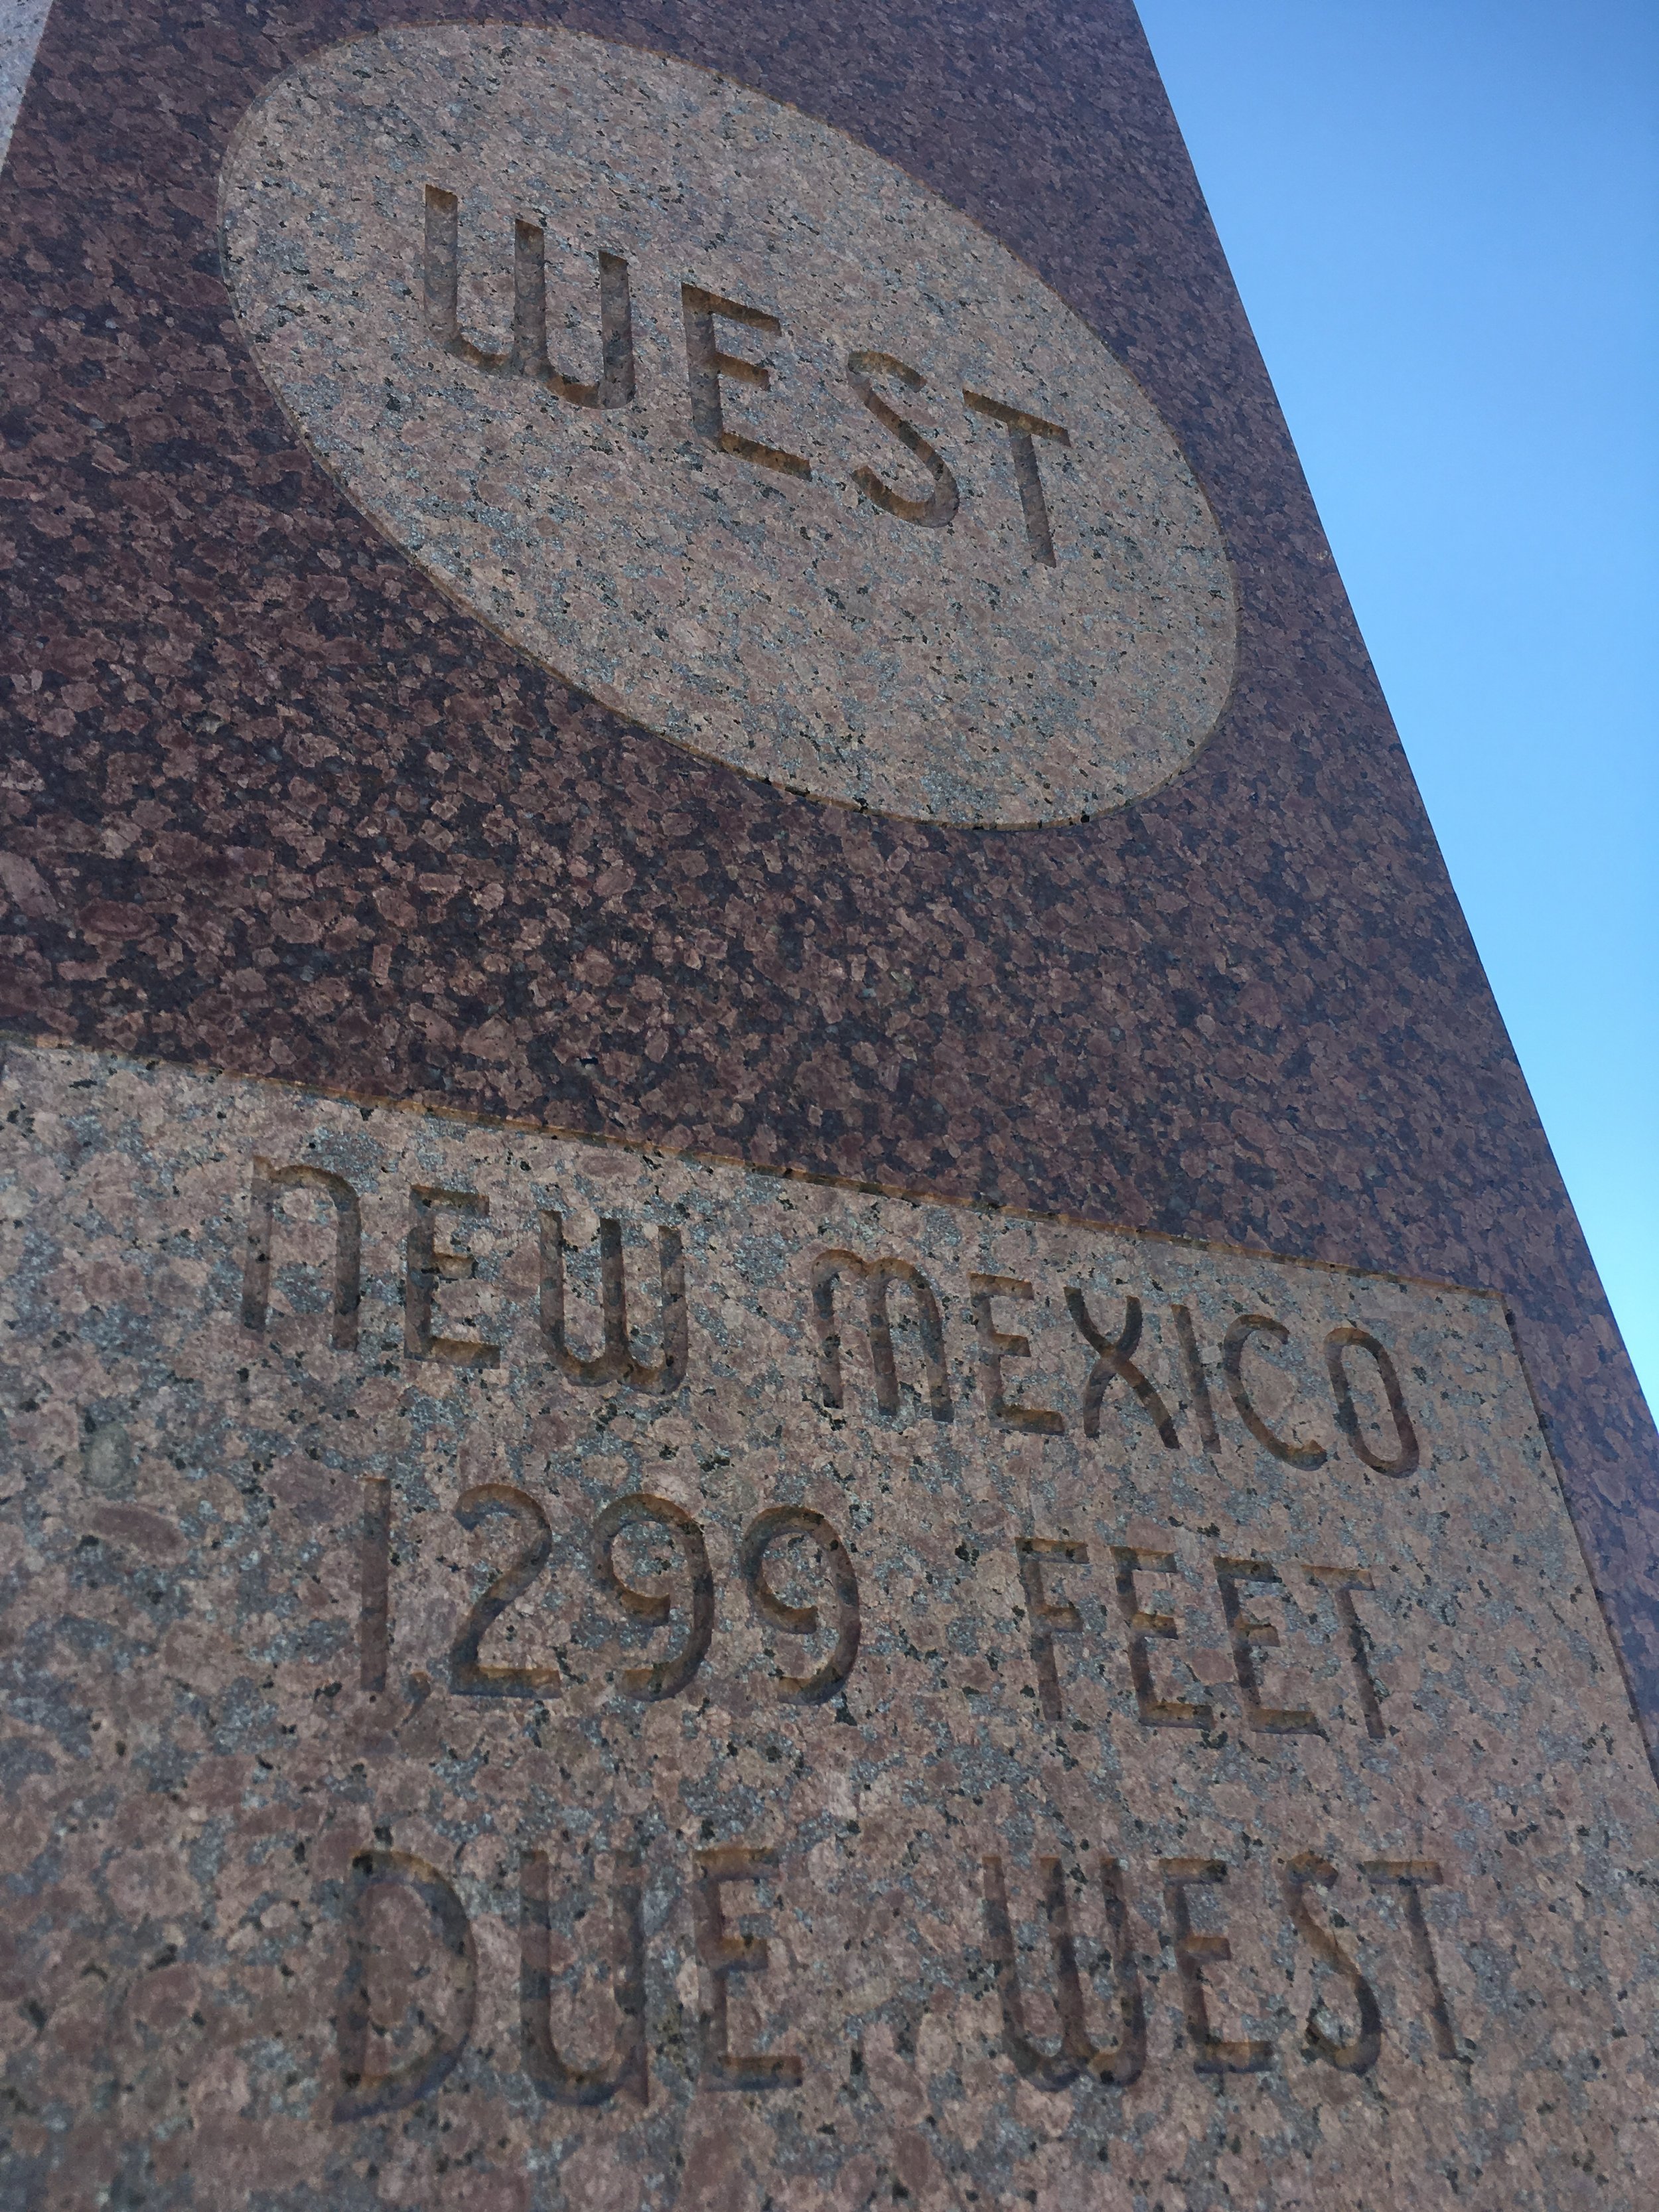 WEST
NEW MEXICO
1,299 FEET
DUE WEST